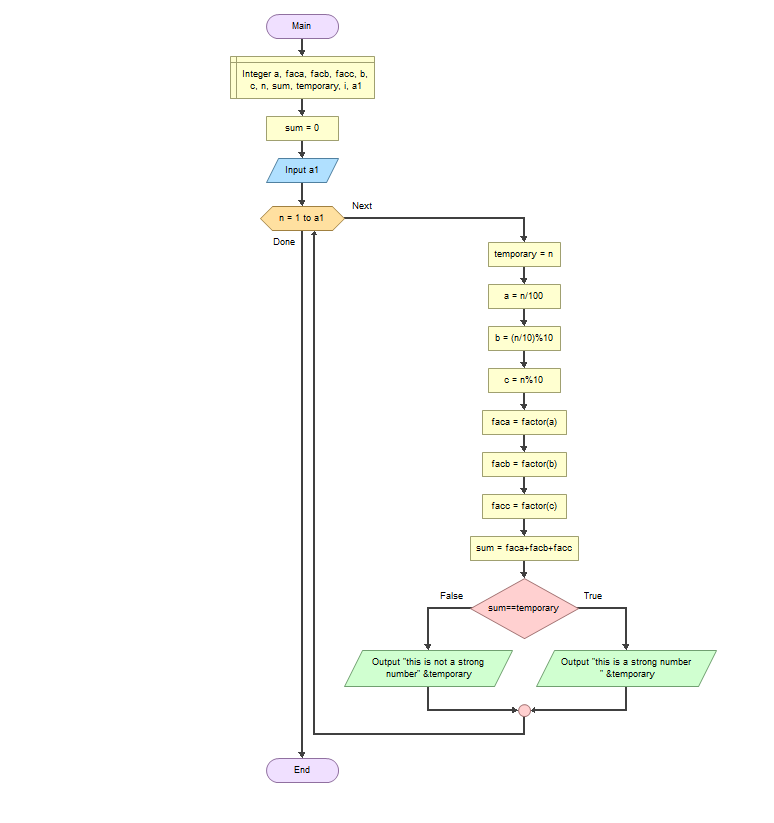 Main
Integer a, faca, facb, facc, b,
c, n, sum, temporary, i, a1
sum = 0
Input a1
n = 1 to a1
Next
Done
temporary = n
a = n/100
b = (n/10)%10
c = n%10
faca = factor(a)
facb = factor(b)
facc = factor(c)
sum = faca+facb+facc
sum==temporary
False
True
Output "this is not a strong
number" &temporary
Output "this is a strong number
" &temporary
End